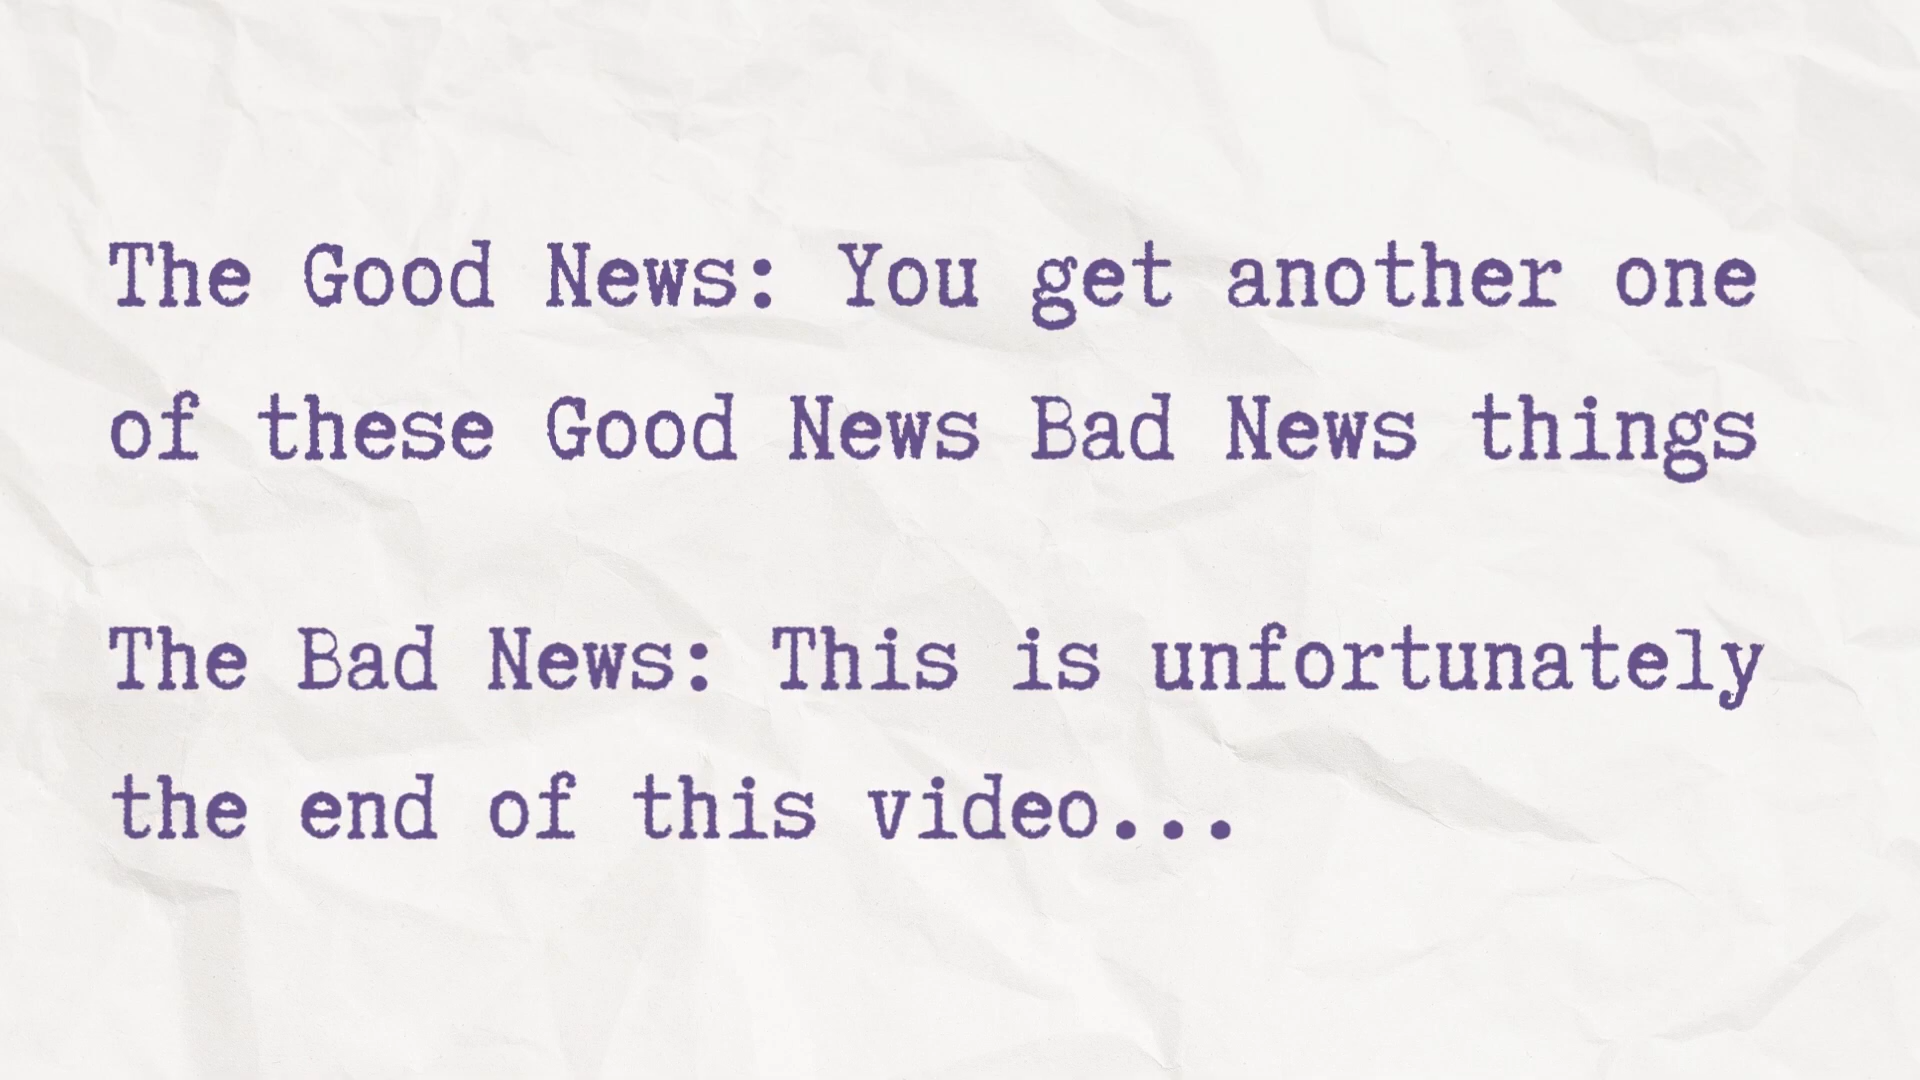 The Good News: You get another one
of these Good News Bad News things
The Bad News: This is unfortunately
the end of this video...